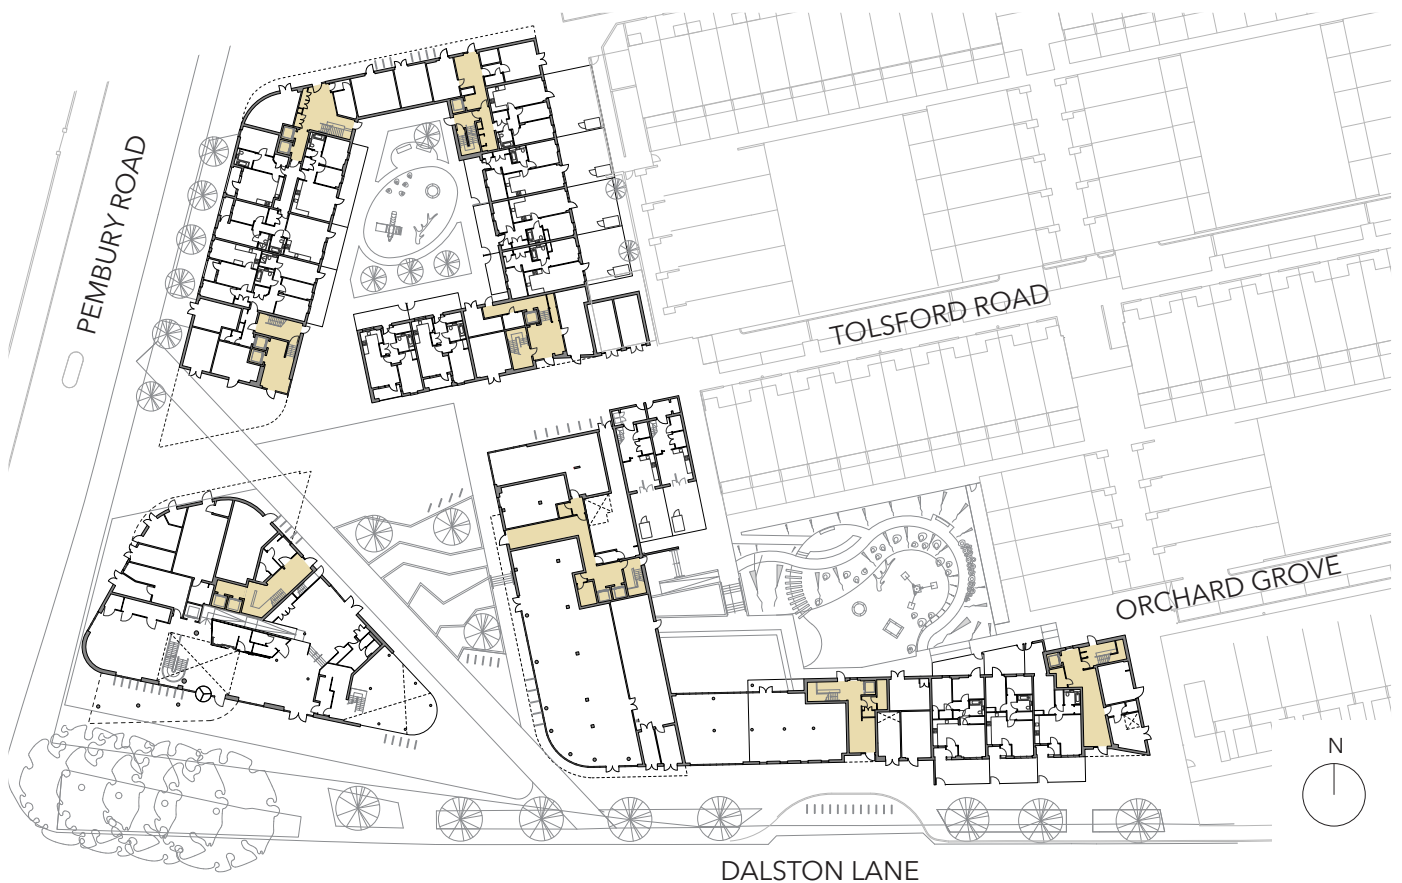 PEMBURY ROAD
TOLSFORD ROAD
ORCHARD GROVE
N
DALSTON LANE